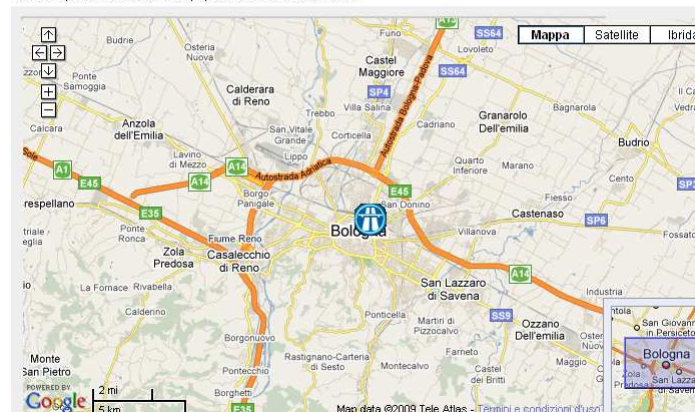 Mappa Satellite
Budrie
Osteria Nuova
Funo
A13
SS64
Lovoleto
Castel Maggiore
SS64
Ponte Samoggia
Calderara di Reno
SP4
Villa Salina
Trebbo
Granarolo Dell'emilia
Bagnarola
Calcara
Anzola dell'Emilia
San Vitale Grande
Corticella
Cadriano
Autostrada Bologna-Padova
Budrio
Lippo
Lavino di Mezzo
Quarto Inferiore
Marano
Cento
A1
E45
A14
A14
Autostrada Adriatica
Borgo Panigale
E45
San Donino
Fiesso
E35
Castenaso
SP6
Ponte Ronca
Fiume Reno
Bologna
Villanova
Zola Predosa
Casalecchio di Reno
San Lazzaro di Savena
A14
La Fornace
Rivabella
Industria
Calderino
Ponticella
Martiri di Pizzocalvo
SS9
Ozzano Dell'emilia
Borgonuovo
Monte San Pietro
Rastignano-Carteria di Sesto
Farneto
Montecalvo
Pontecchio
Castel dei Britti
Maggio
Borghetti
E35
San Giovanni in Persiceto
Bologna
POWERED BY
Google
2 mi
5 km
Map data ©2009 Tele Atlas - Termini e condizioni d'uso